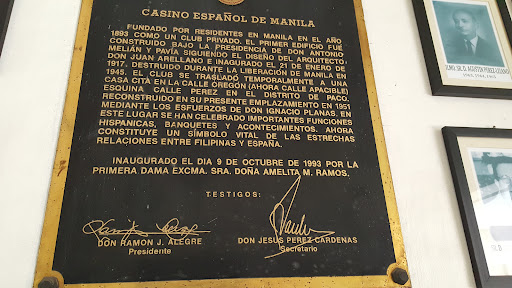 CASINO ESPAÑOL DE MANILA
FUNDADO POR RESIDENTES EN MANILA EN EL AÑO
1893 COMO UN CLUB PRIVADO. EL PRIMER EDIFICIO FUE
CONSTRUIDO BAJO LA PRESIDENCIA DE DON ANTONIO
MELIÁN Y PAVÍA SIGUIENDO EL DISEÑO DEL ARQUITECTO,
DON JUAN ARELLANO E INAGURADO EL 21 DE ENERO DE
1917. DESTRUIDO DURANTE LA LIBERACIÓN DE MANILA EN
1945. EL CLUB SE TRASLADÓ TEMPORALMENTE A UNA
CASA CITA EN LA CALLE OREGÓN (AHORA CALLE APACIBLE)
ESQUINA CALLE PEREZ EN EL DISTRITO DE PACO.
RECONSTRUIDO EN SU PRESENTE EMPLAZAMIENTO EN 1951
MEDIANTE LOS ESFUERZOS DE DON IGNACIO PLANAS. EN
ESTE LUGAR SE HAN CELEBRADO IMPORTANTES FUNCIONES
HISPANICAS, BANQUETES Y ACONTECIMIENTOS. AHORA
CONSTITUYE UN SÍMBOLO VITAL DE LAS ESTRECHAS
RELACIONES ENTRE FILIPINAS Y ESPAÑA.
INAUGURADO EL DIA 9 DE OCTUBRE DE 1993 POR LA
PRIMERA DAMA EXCMA. SRA. DOÑA AMELITA M. RAMOS.
TESTIGOS:
DON RAMON J. ALEGRE
Presidente
DON JESUS PEREZ CARDENAS
Secretario